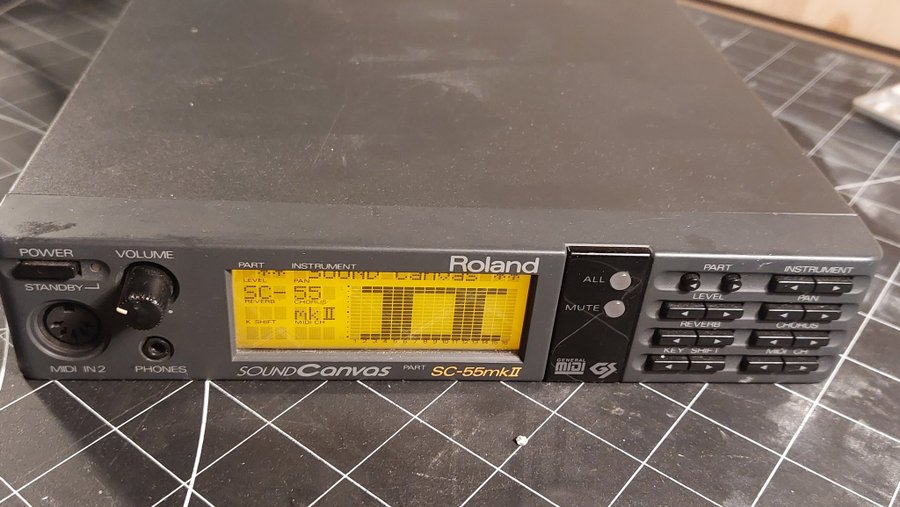 POWER
STANDBY
VOLUME
MIDI IN 2
PHONES
PART
INSTRUMENT
Roland
SOUND Canvas
LEVEL
PAN
SC-55
REVERB
CHORUS
mkII
K SHIFT
MIDI CH
SOUND Canvas
PART
SC-55mkII
ALL
MUTE
GENERAL
MIDI
GS
PART
INSTRUMENT
LEVEL
PAN
REVERB
CHORUS
KEY SHIFT
MIDI CH